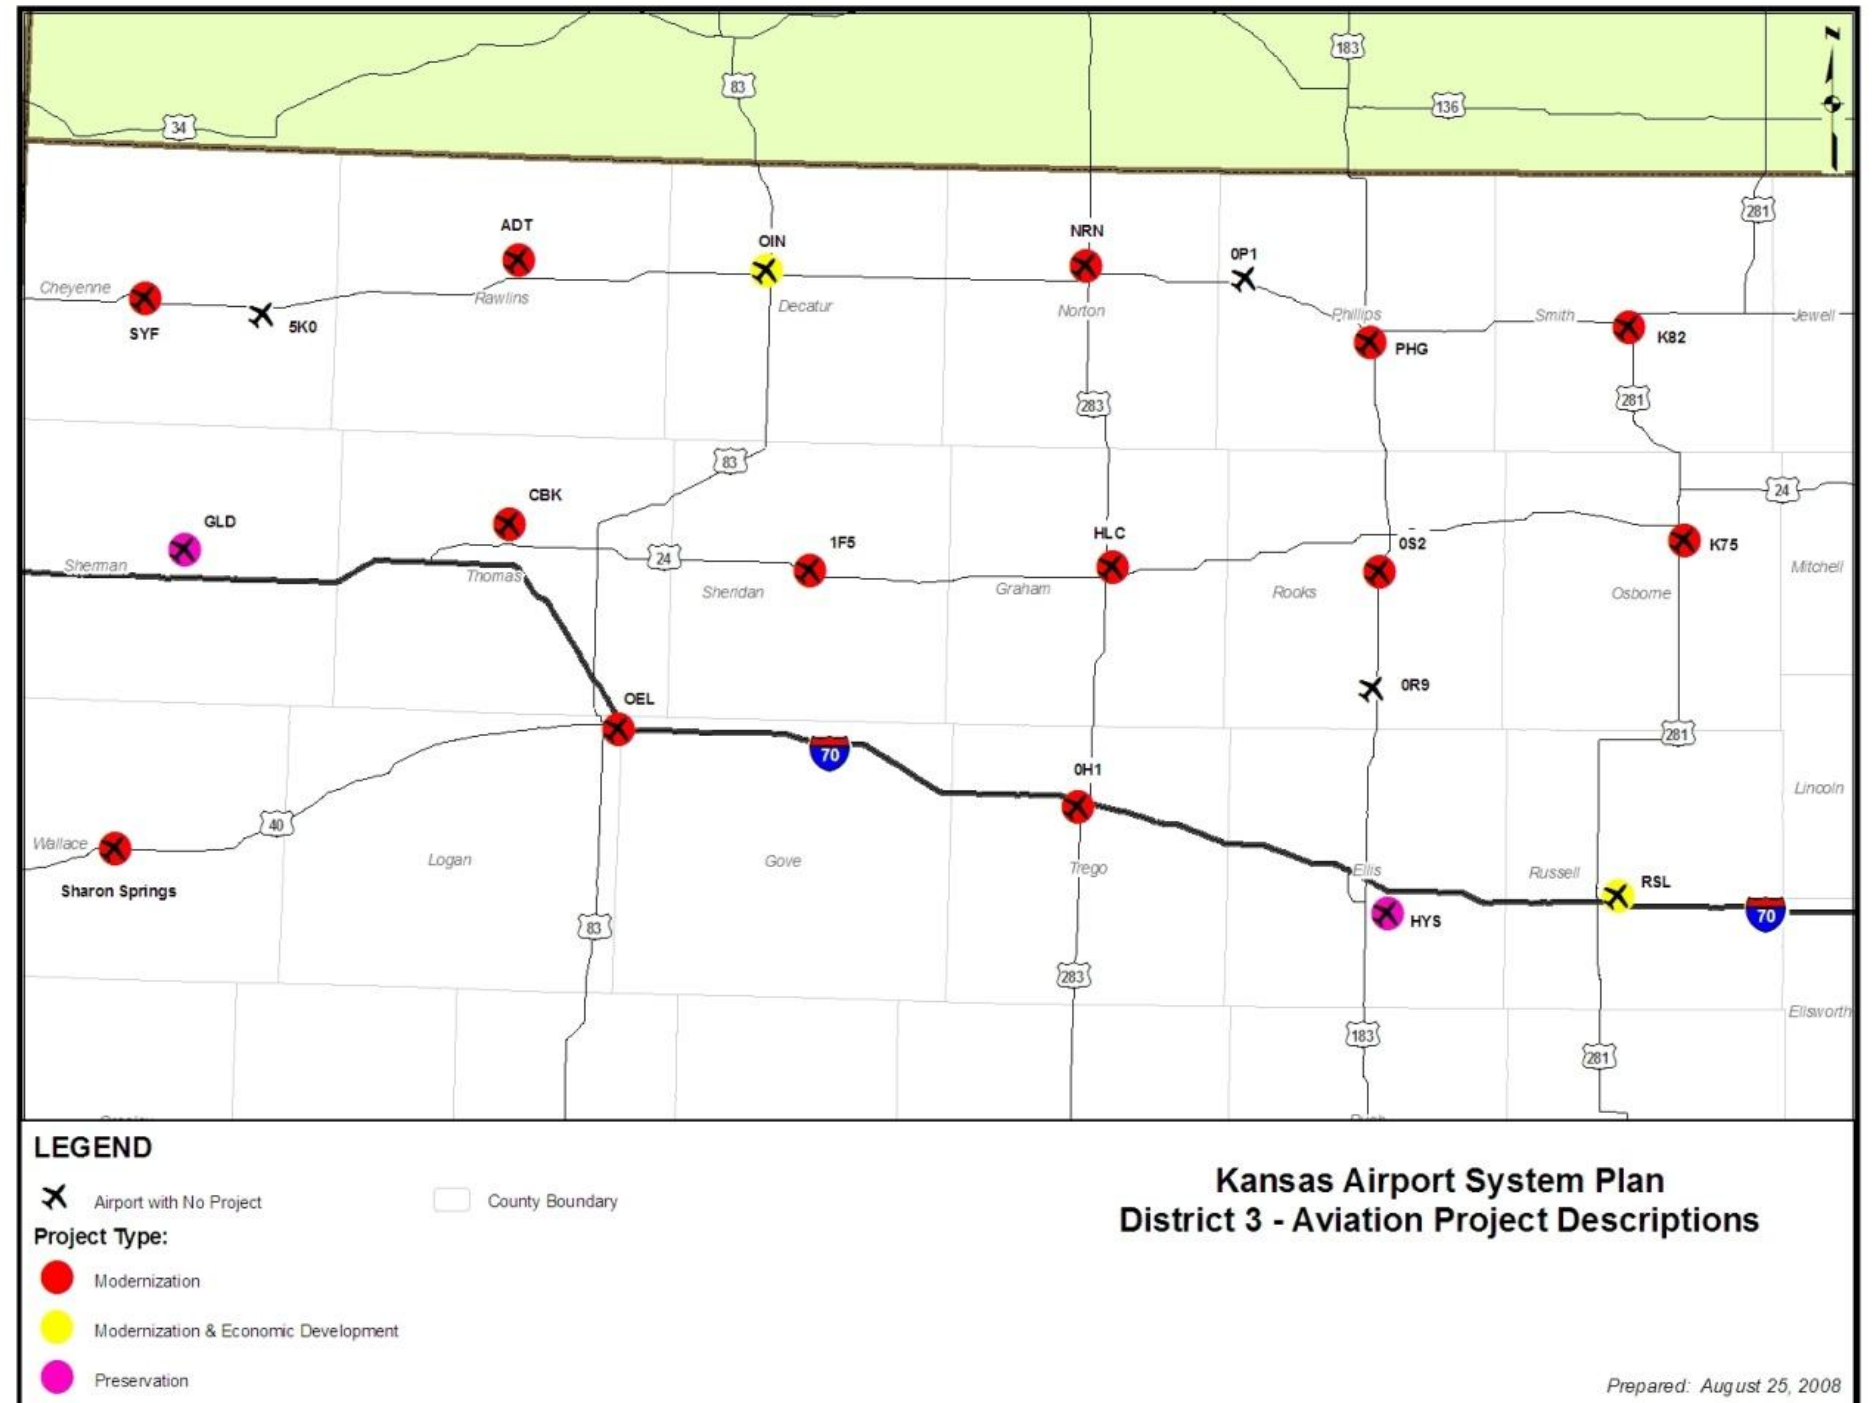 N
183
83
136
34
281
ADT
NRN
OIN
0P1
Cheyenne
Rawlins
Decatur
Norton
Phillips
Smith
Jewell
SYF
5K0
PHG
K82
283
281
83
24
CBK
GLD
HLC
1F5
0S2
K75
24
Sherman
Thomas
Sheridan
Graham
Rooks
Osborne
Mitchell
0R9
OEL
281
70
0H1
Lincoln
40
Wallace
Logan
Gove
Trego
Ellis
Russell
RSL
Sharon Springs
HYS
70
83
283
Ellsworth
183
281
LEGEND
Airport with No Project
County Boundary
Project Type:
Modernization
Modernization & Economic Development
Preservation
Kansas Airport System Plan
District 3 - Aviation Project Descriptions
Prepared: August 25, 2008